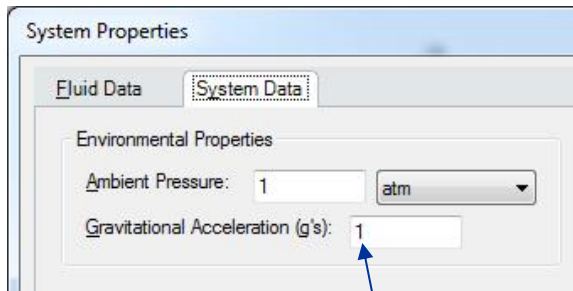 System Properties
Fluid Data System Data
Environmental Properties
Ambient Pressure: 1 atm
Gravitational Acceleration (g's): 1